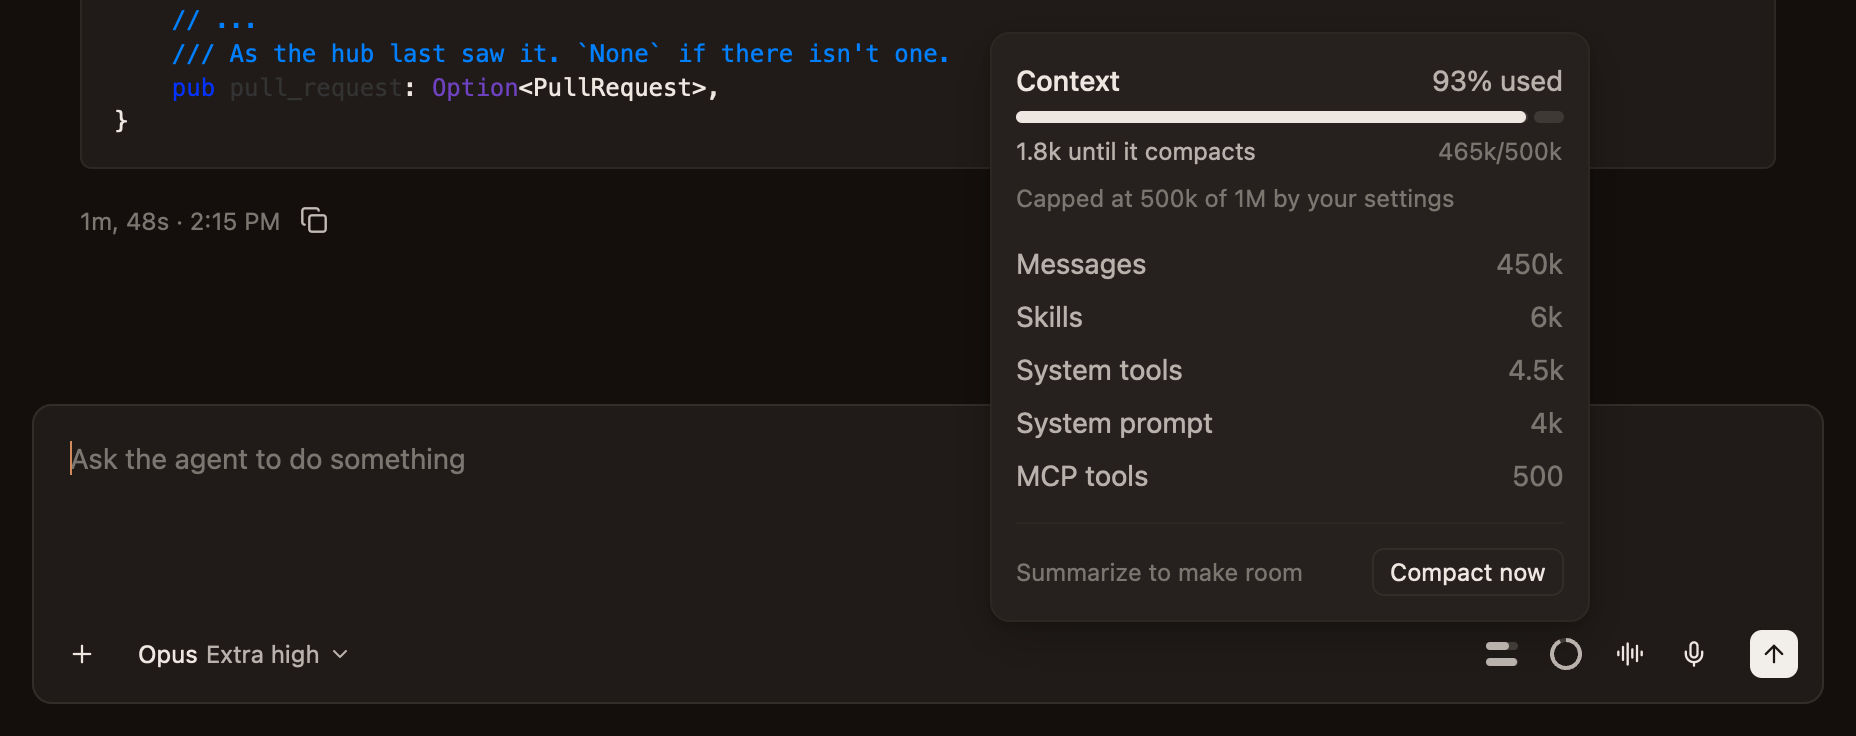 // ...
/// As the hub last saw it. `None` if there isn't one.
pub pull_request: Option<PullRequest>,
}
1m, 48s · 2:15 PM
Context 93% used
1.8k until it compacts 465k/500k
Capped at 500k of 1M by your settings
Messages 450k
Skills 6k
System tools 4.5k
System prompt 4k
MCP tools 500
Summarize to make room Compact now
Ask the agent to do something
Opus Extra high